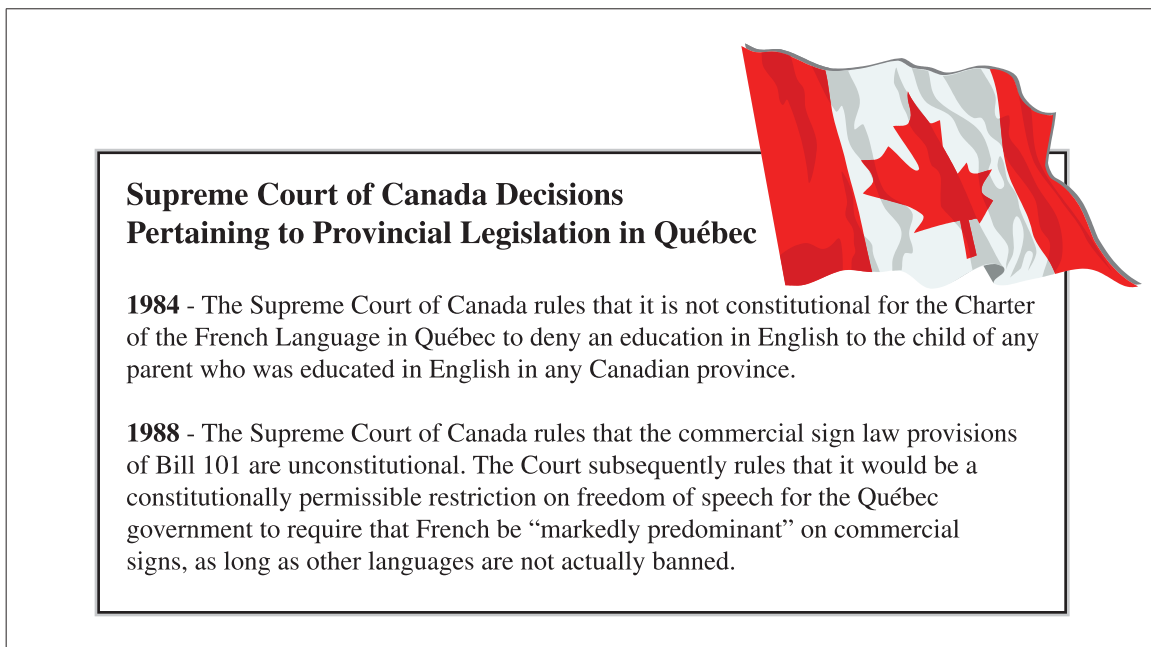 Supreme Court of Canada Decisions
Pertaining to Provincial Legislation in Québec
1984 - The Supreme Court of Canada rules that it is not constitutional for the Charter
of the French Language in Québec to deny an education in English to the child of any
parent who was educated in English in any Canadian province.
1988 - The Supreme Court of Canada rules that the commercial sign law provisions
of Bill 101 are unconstitutional. The Court subsequently rules that it would be a
constitutionally permissible restriction on freedom of speech for the Québec
government to require that French be “markedly predominant” on commercial
signs, as long as other languages are not actually banned.